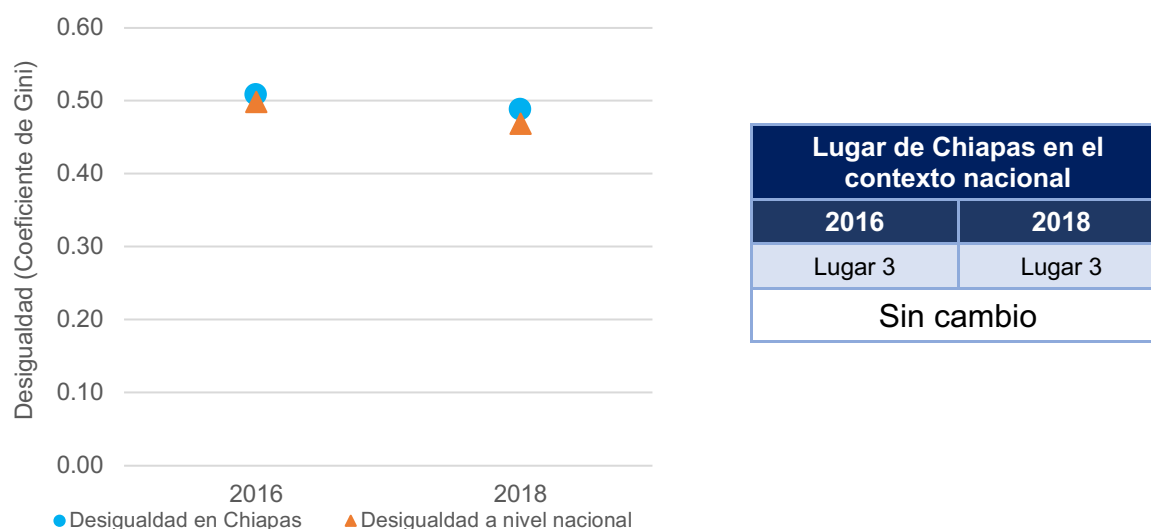 Desigualdad (Coeficiente de Gini)
0.60
0.50
0.40
0.30
0.20
0.10
0.00
2016 2018
Desigualdad en Chiapas Desigualdad a nivel nacional
Lugar de Chiapas en el
contexto nacional
2016 2018
Lugar 3 Lugar 3
Sin cambio